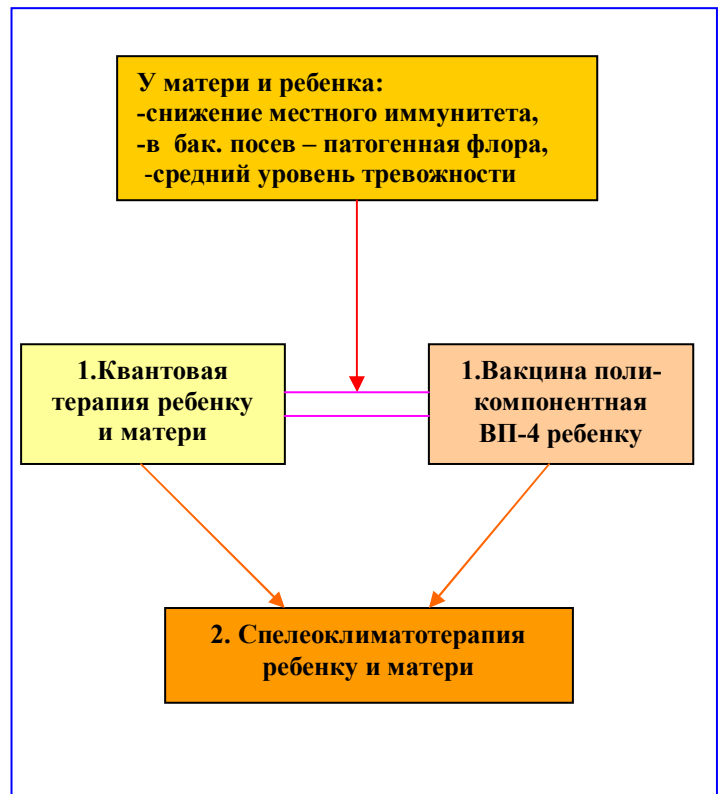 У матери и ребенка:
-снижение местного иммунитета,
-в бак. посев – патогенная флора,
-средний уровень тревожности
1.Квантовая
терапия ребенку
и матери
1.Вакцина поли-
компонентная
ВП-4 ребенку
2. Спелеоклиматотерапия
ребенку и матери